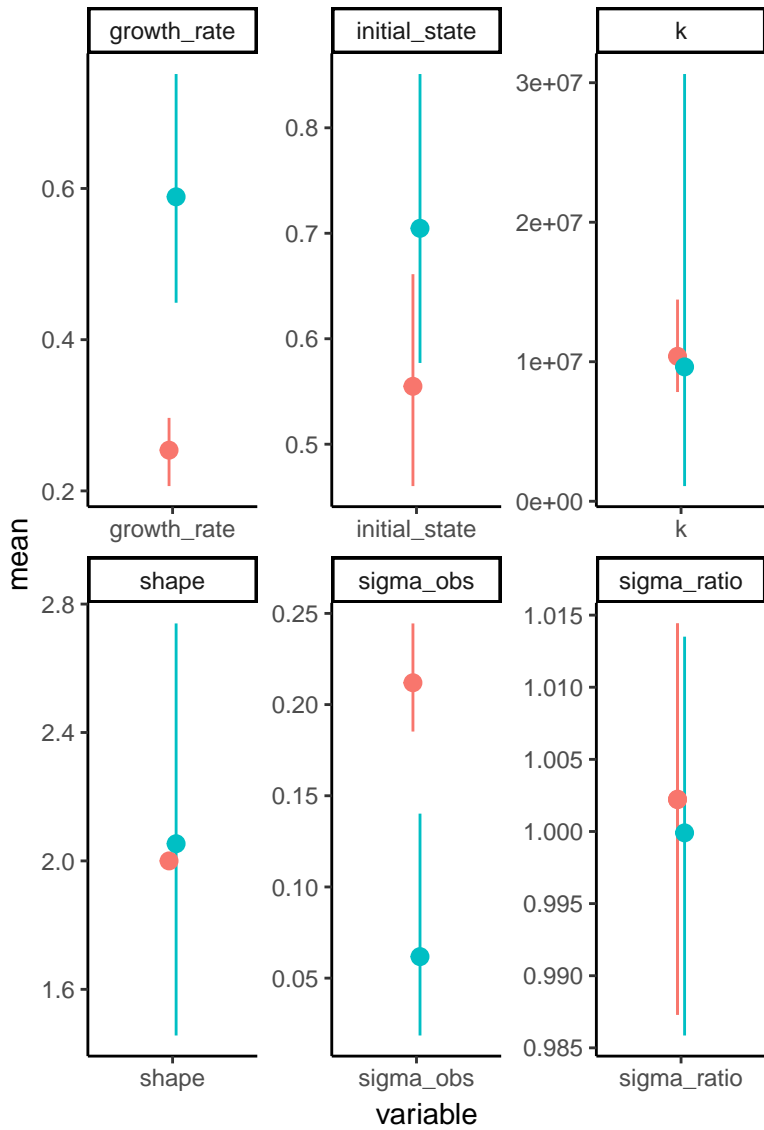 growth_rate
initial_state
k
0.6
0.4
0.2
0.8
0.7
0.6
0.5
3e+07
2e+07
1e+07
0e+00
growth_rate
initial_state
k
mean
shape
sigma_obs
sigma_ratio
2.8
2.4
2.0
1.6
0.25
0.20
0.15
0.10
0.05
1.015
1.010
1.005
1.000
0.995
0.990
0.985
shape
sigma_obs
sigma_ratio
variable